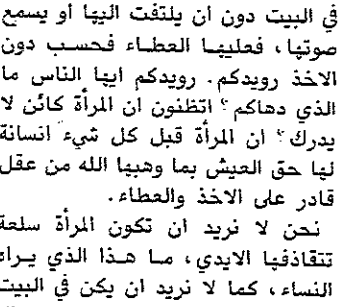 في البيت دون ان يلتفت اليها أو يسمع
صوتها ، فعليها العطاء فحسب دون
الاخذ رويدكم . رويدكم ايها الناس ما
الذي دهاكم ؟ اتظنون ان المرأة كائن لا
يدرك ؟ ان المرأة قبل كل شيء انسانة
لها حق العيش بما وهبها الله من عقل
قادر على الاخذ والعطاء .
نحن لا نريد ان تكون المرأة سلعة
تتقاذفها الايدي ، ما هذا الذي يراه
النساء ، كما لا نريد ان يكن في البيت